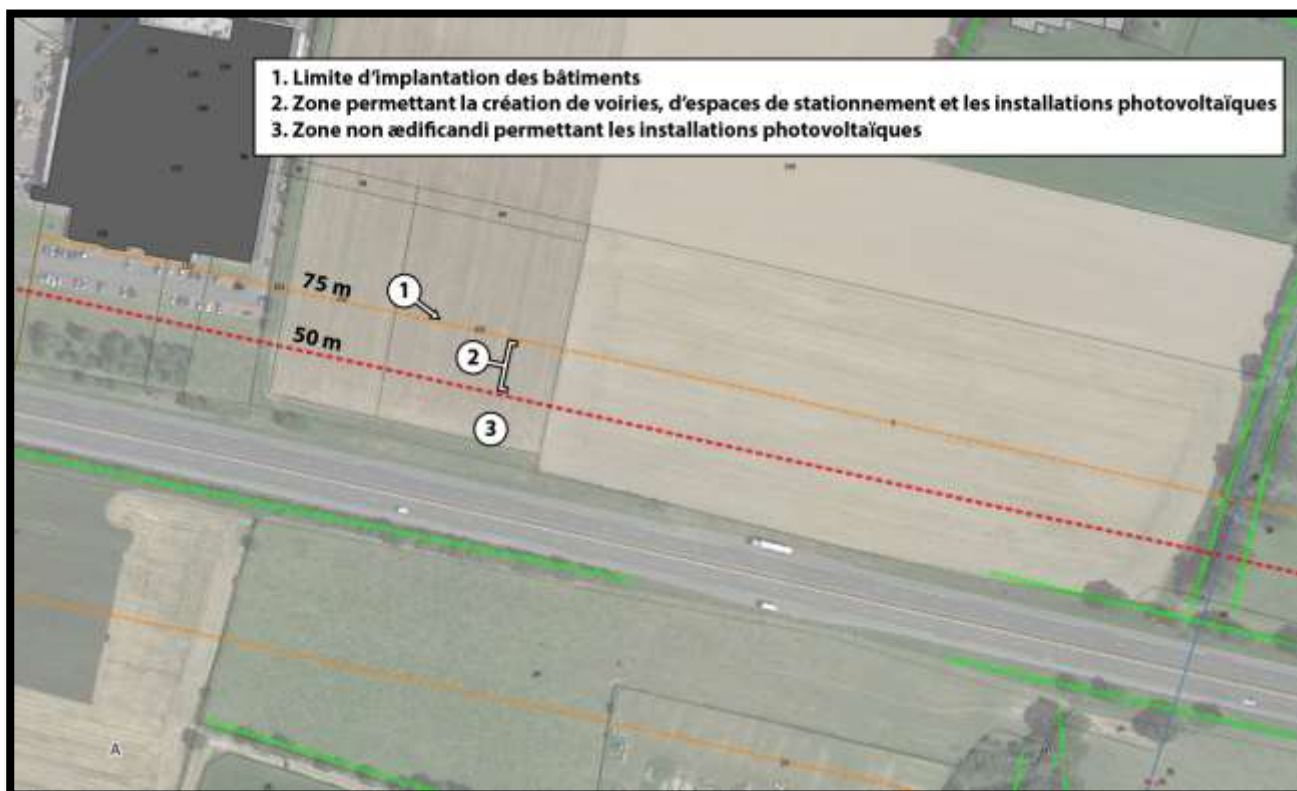 1. Limite d'implantation des bâtiments
2. Zone permettant la création de voiries, d'espaces de stationnement et les installations photovoltaïques
3. Zone non ædificandi permettant les installations photovoltaïques
75 m
1
50 m
2
3
A